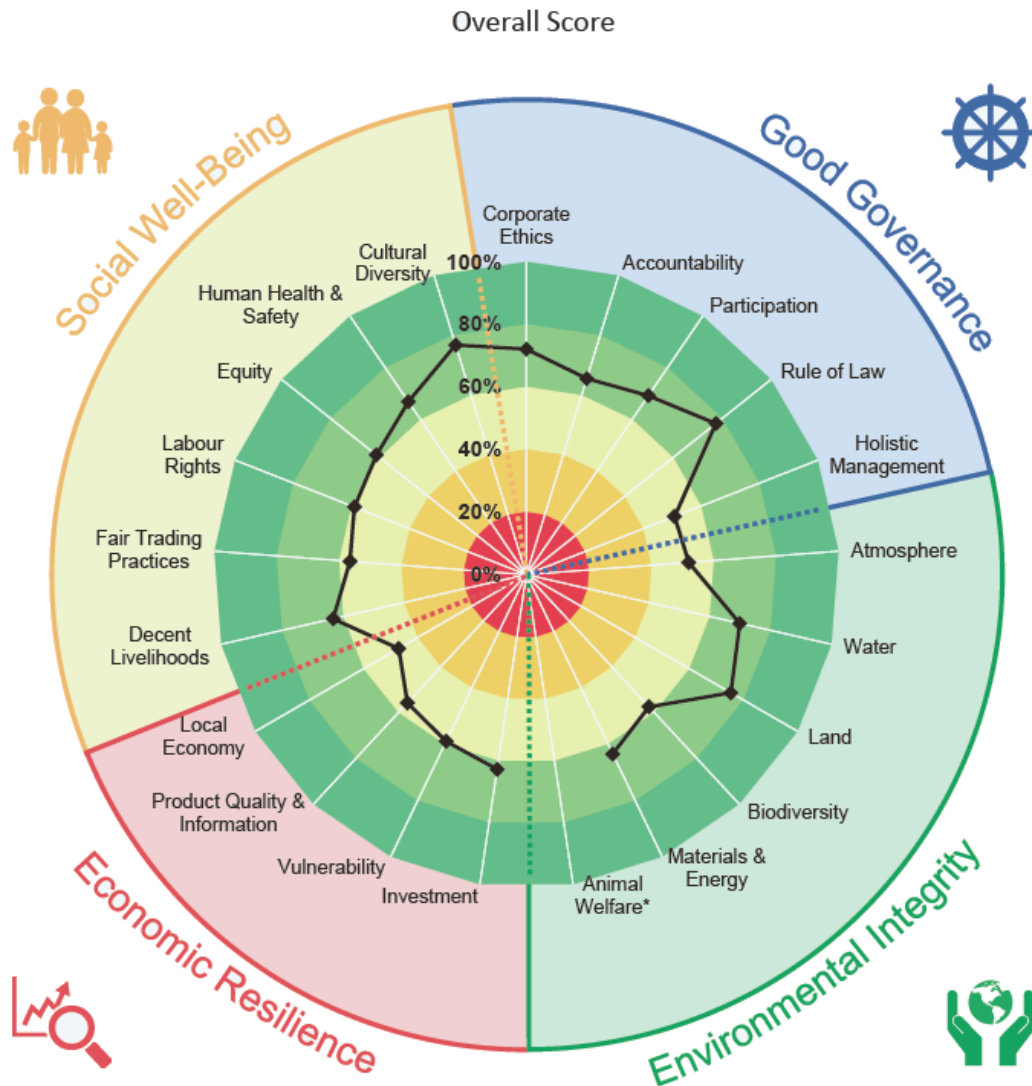 Overall Score
Social Well-Being
Good Governance
Corporate
Ethics
Accountability
Participation
Rule of Law
Holistic
Management
Atmosphere
Water
Land
Biodiversity
Materials &
Energy
Animal
Welfare*
Investment
Vulnerability
Product Quality &
Information
Local
Economy
Decent
Livelihoods
Fair Trading
Practices
Labour
Rights
Equity
Human Health &
Safety
Cultural
Diversity
100%
80%
60%
40%
20%
0%
Economic Resilience
Environmental Integrity